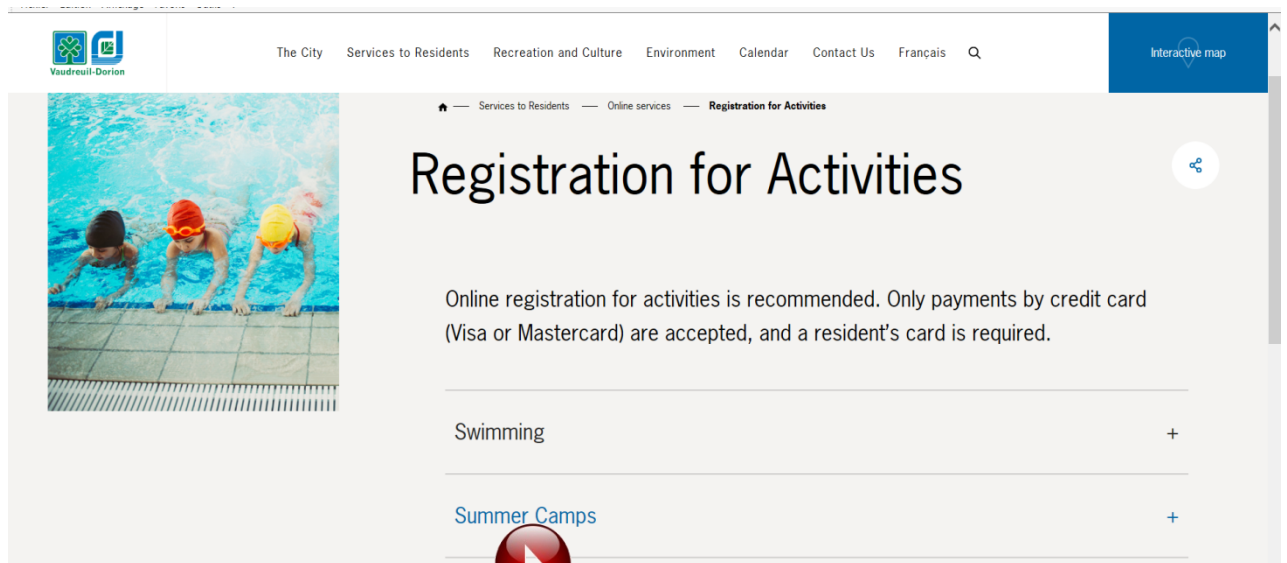 Vaudreuil-Dorion
The City Services to Residents Recreation and Culture Environment Calendar Contact Us Français
Interactive map
Services to Residents — Online services — Registration for Activities
Registration for Activities
Online registration for activities is recommended. Only payments by credit card
(Visa or Mastercard) are accepted, and a resident's card is required.
Swimming +
Summer Camps +